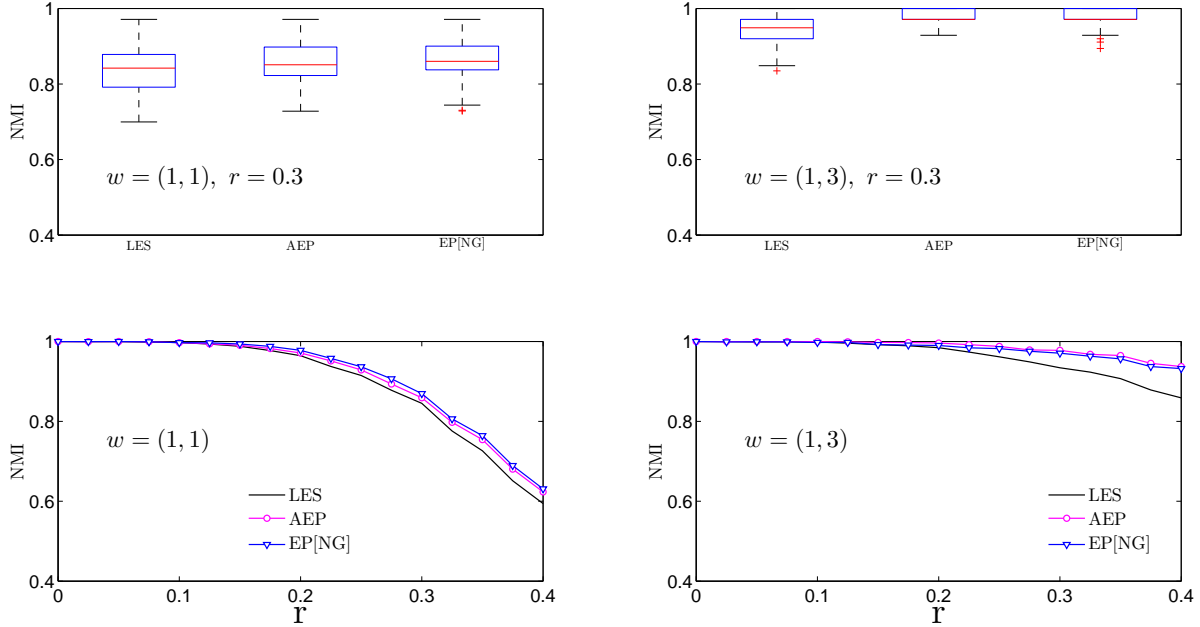 1
0.8
0.6
0.4
NMI
w = (1, 1), r = 0.3
LES AEP EP[NG]
1
0.8
0.6
0.4
NMI
w = (1, 3), r = 0.3
LES AEP EP[NG]
1
0.8
0.6
0.4
NMI
w = (1, 1)
LES
AEP
EP[NG]
0 0.1 0.2 0.3 0.4
r
1
0.8
0.6
0.4
NMI
w = (1, 3)
LES
AEP
EP[NG]
0 0.1 0.2 0.3 0.4
r